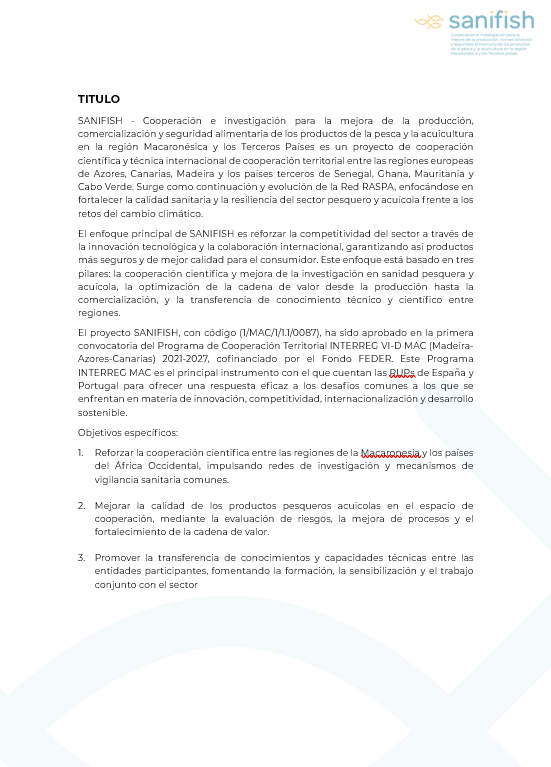 sanifish
Cooperación e investigación para la
mejora de la producción, comercialización
y seguridad alimentaria de los productos
de la pesca y la acuicultura en la región
Macaronésica y los Terceros países
TITULO
SANIFISH - Cooperación e investigación para la mejora de la producción,
comercialización y seguridad alimentaria de los productos de la pesca y la acuicultura
en la región Macaronésica y los Terceros Países es un proyecto de cooperación
científica y técnica internacional de cooperación territorial entre las regiones europeas
de Azores, Canarias, Madeira y los países terceros de Senegal, Ghana, Mauritania y
Cabo Verde. Surge como continuación y evolución de la Red RASPA, enfocándose en
fortalecer la calidad sanitaria y la resiliencia del sector pesquero y acuícola frente a los
retos del cambio climático.
El enfoque principal de SANIFISH es reforzar la competitividad del sector a través de
la innovación tecnológica y la colaboración internacional, garantizando así productos
más seguros y de mejor calidad para el consumidor. Este enfoque está basado en tres
pilares: la cooperación científica y mejora de la investigación en sanidad pesquera y
acuícola, la optimización de la cadena de valor desde la producción hasta la
comercialización, y la transferencia de conocimiento técnico y científico entre
regiones.
El proyecto SANIFISH, con código (1/MAC/1/1.1/0087), ha sido aprobado en la primera
convocatoria del Programa de Cooperación Territorial INTERREG VI-D MAC (Madeira-
Azores-Canarias) 2021-2027, cofinanciado por el Fondo FEDER. Este Programa
INTERREG MAC es el principal instrumento con el que cuentan las RUPs de España y
Portugal para ofrecer una respuesta eficaz a los desafíos comunes a los que se
enfrentan en materia de innovación, competitividad, internacionalización y desarrollo
sostenible.
Objetivos específicos:
1. Reforzar la cooperación científica entre las regiones de la Macaronesia y los países
del África Occidental, impulsando redes de investigación y mecanismos de
vigilancia sanitaria comunes.
2. Mejorar la calidad de los productos pesqueros acuícolas en el espacio de
cooperación, mediante la evaluación de riesgos, la mejora de procesos y el
fortalecimiento de la cadena de valor.
3. Promover la transferencia de conocimientos y capacidades técnicas entre las
entidades participantes, fomentando la formación, la sensibilización y el trabajo
conjunto con el sector